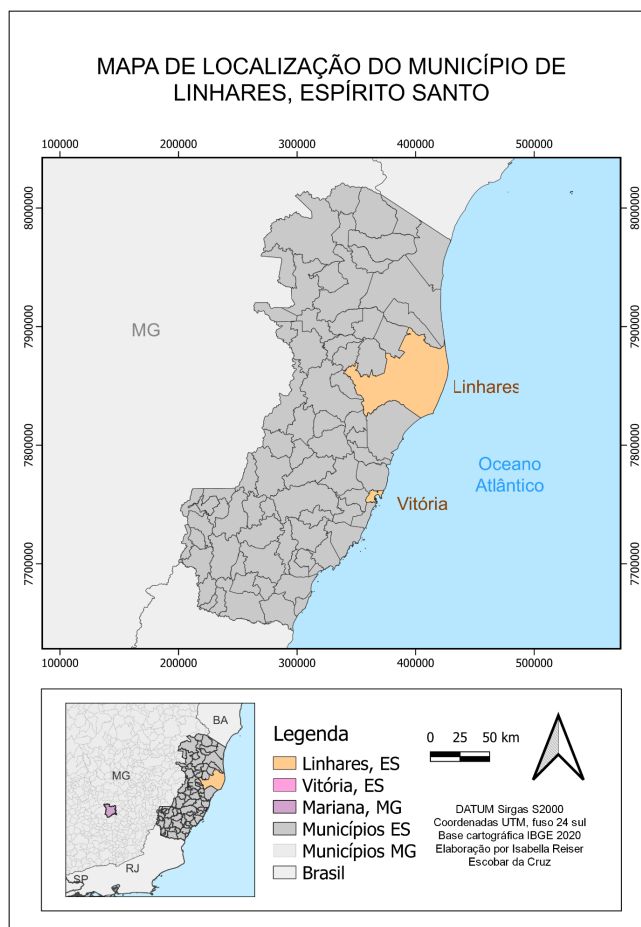 MAPA DE LOCALIZAÇÃO DO MUNICÍPIO DE
LINHARES, ESPÍRITO SANTO
100000 200000 300000 400000 500000
8000000 8000000
7900000 7900000
MG
Linhares
7800000 7800000
Oceano
Atlântico
Vitória
7700000 7700000
100000 200000 300000 400000 500000
BA
MG
RJ
SP
Legenda
Linhares, ES
Vitória, ES
Mariana, MG
Municípios ES
Municípios MG
Brasil
0 25 50 km
DATUM Sirgas S2000
Coordenadas UTM, fuso 24 sul
Base cartográfica IBGE 2020
Elaboração por Isabella Reiser
Escobar da Cruz